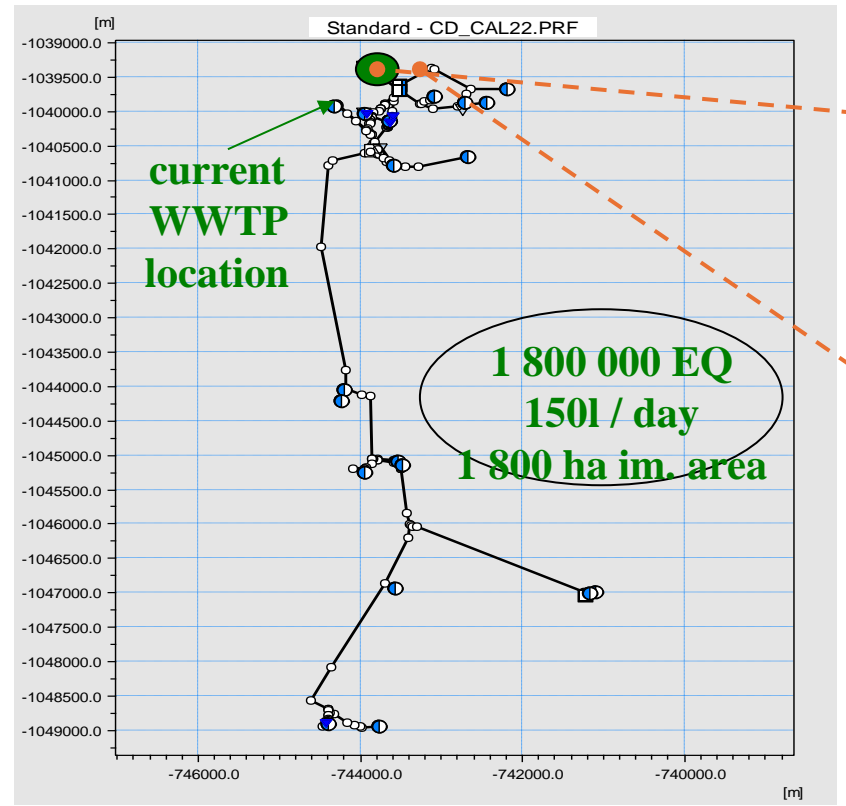 Standard - CD_CAL22.PRF
[m]
-1039000.0
-1039500.0
-1040000.0
-1040500.0
-1041000.0
-1041500.0
-1042000.0
-1042500.0
-1043000.0
-1043500.0
-1044000.0
-1044500.0
-1045000.0
-1045500.0
-1046000.0
-1046500.0
-1047000.0
-1047500.0
-1048000.0
-1048500.0
-1049000.0
current
WWTP
location
1 800 000 EQ
150l / day
1 800 ha im. area
-746000.0 -744000.0 -742000.0 -740000.0
[m]